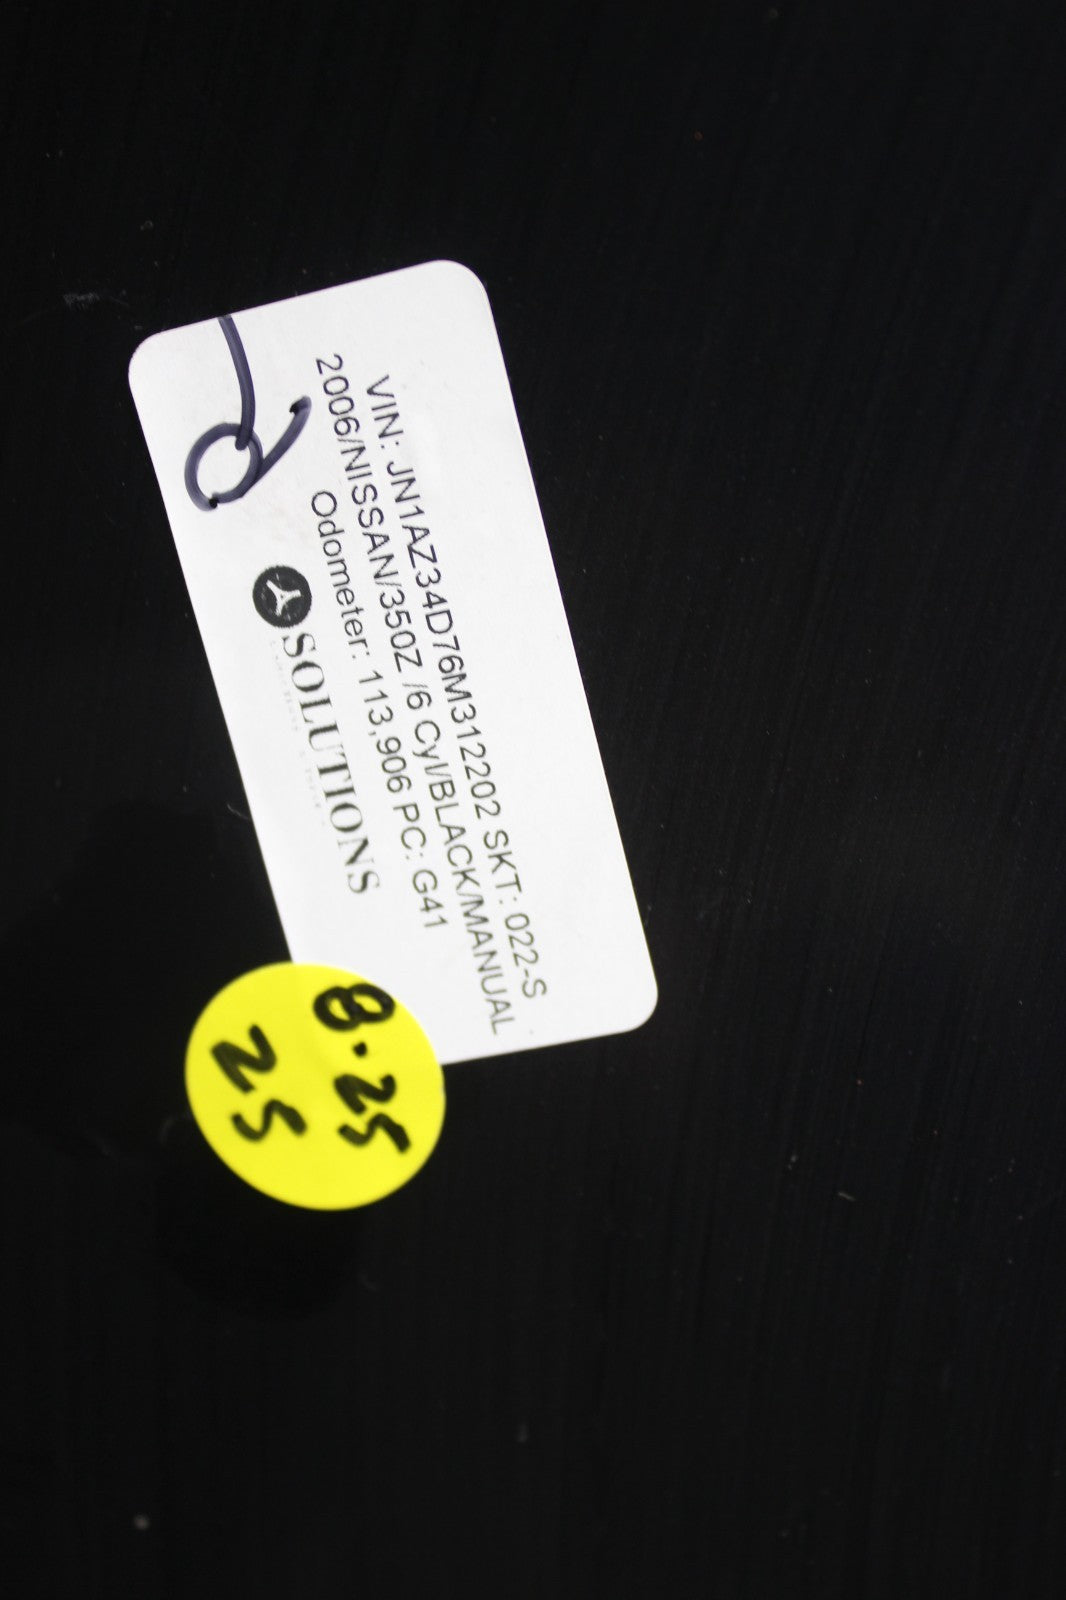 VIN: JN1AZ34D76M312202 SKT: 022-S
2006/NISSAN/350Z /6 Cyl/BLACK/MANUAL
Odometer: 113,906 PC: G41
SOLUTIONS
8.25
25